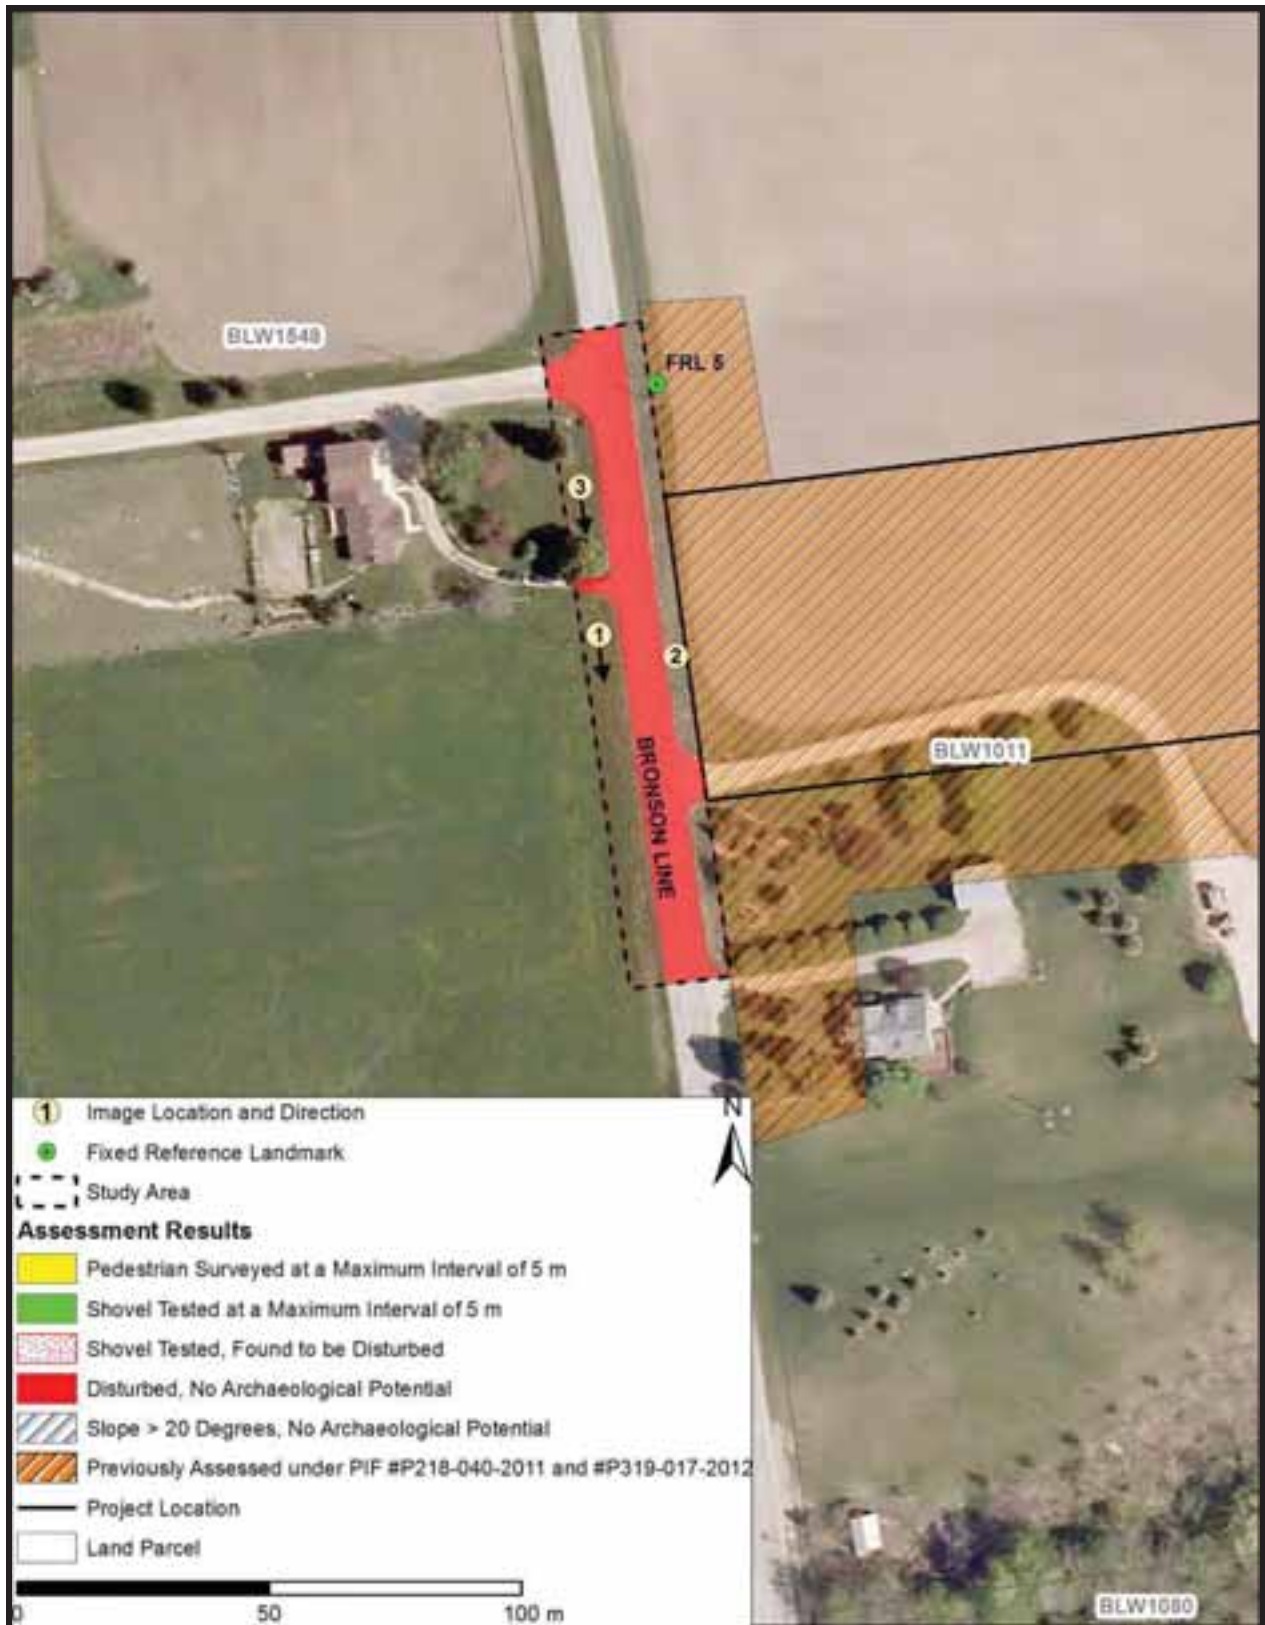 BLW1548
FRL 5
3
1
2
BRONSON LINE
BLW1011
N
1 Image Location and Direction
Fixed Reference Landmark
Study Area
Assessment Results
Pedestrian Surveyed at a Maximum Interval of 5 m
Shovel Tested at a Maximum Interval of 5 m
Shovel Tested, Found to be Disturbed
Disturbed, No Archaeological Potential
Slope > 20 Degrees, No Archaeological Potential
Previously Assessed under PIF #P218-040-2011 and #P319-017-2012
Project Location
Land Parcel
0 50 100 m
BLW1080